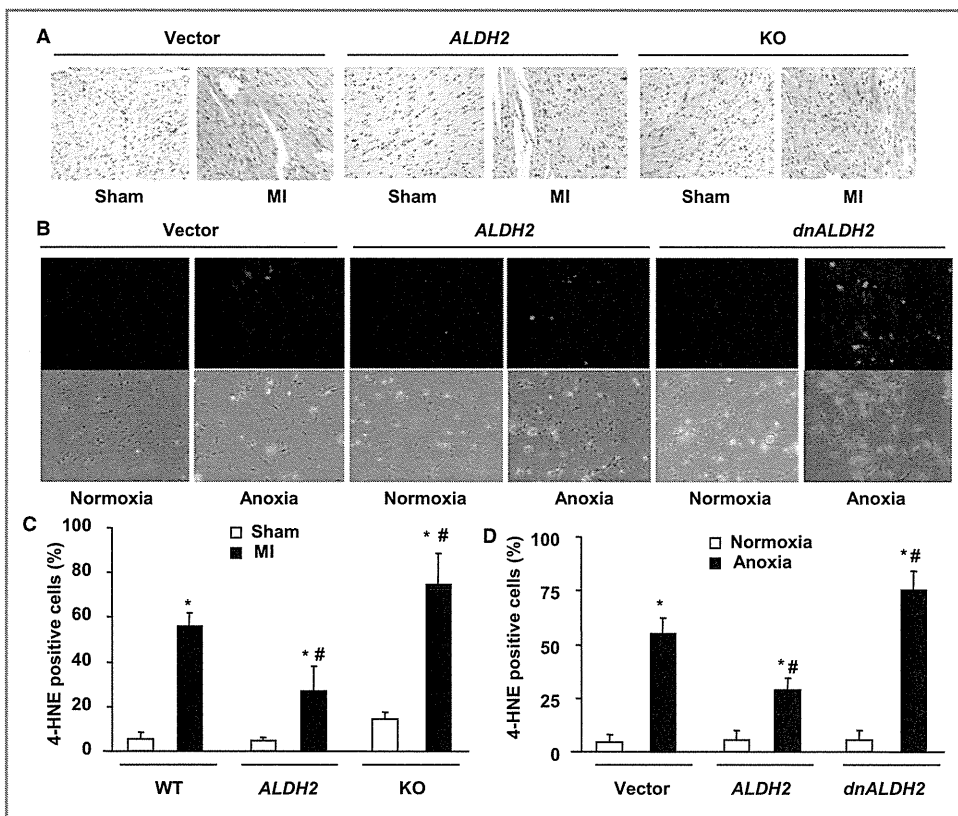 A
Vector ALDH2 KO
Sham MI Sham MI Sham MI
B
Vector ALDH2 dnALDH2
Normoxia Anoxia Normoxia Anoxia Normoxia Anoxia
C
4-HNE positive cells (%)
100
80
60
40
20
0
Sham
MI
*
* #
* #
WT ALDH2 KO
D
4-HNE positive cells (%)
100
75
50
25
0
Normoxia
Anoxia
*
*#
*#
Vector ALDH2 dnALDH2